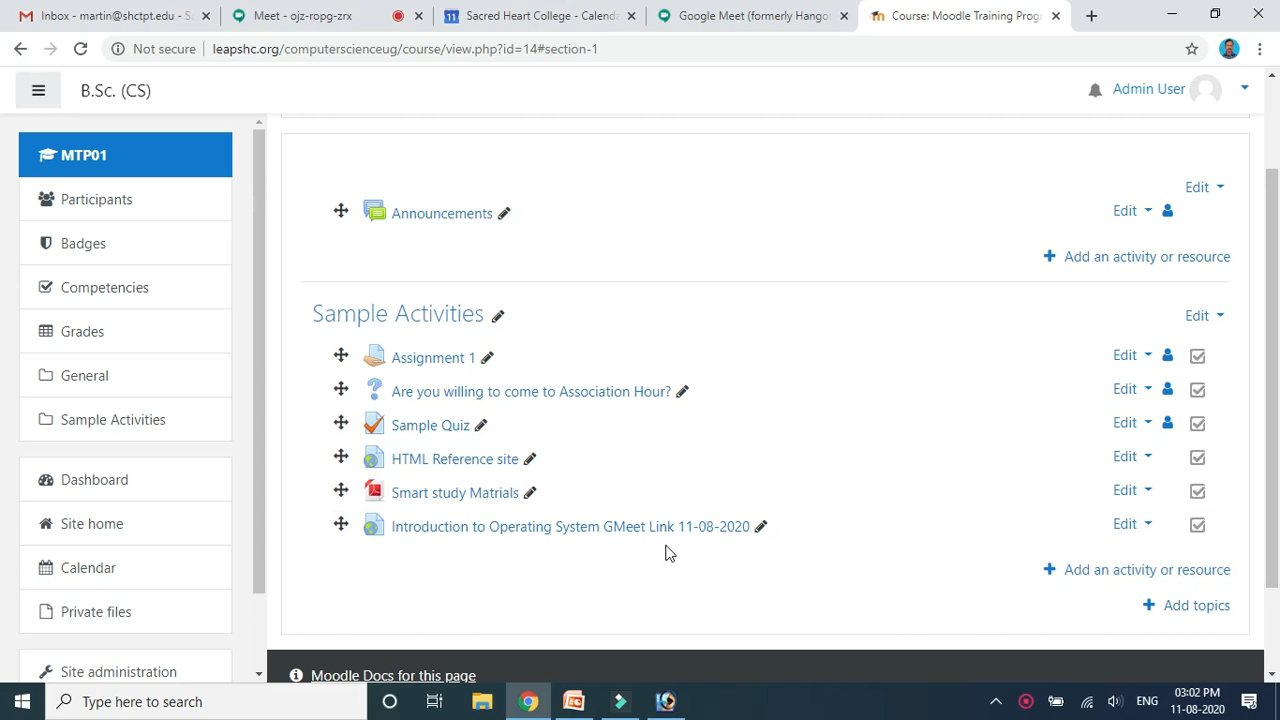 Inbox - martin@shctpt.edu - S
Meet - ojz-ropg-zrx
Sacred Heart College - Calend
Google Meet (formerly Hango
Course: Moodle Training Prog
Not secure
leapshc.org/computerscienceug/course/view.php?id=14#section-1
B.Sc. (CS)
Admin User
MTP01
Participants
Badges
Competencies
Grades
General
Sample Activities
Dashboard
Site home
Calendar
Private files
Site administration
Edit
Announcements
Edit
Add an activity or resource
Sample Activities
Edit
Assignment 1
Edit
Are you willing to come to Association Hour?
Edit
Sample Quiz
Edit
HTML Reference site
Edit
Smart study Matrials
Edit
Introduction to Operating System GMeet Link 11-08-2020
Edit
Add an activity or resource
Add topics
Moodle Docs for this page
Type here to search
ENG
03:02 PM
11-08-2020